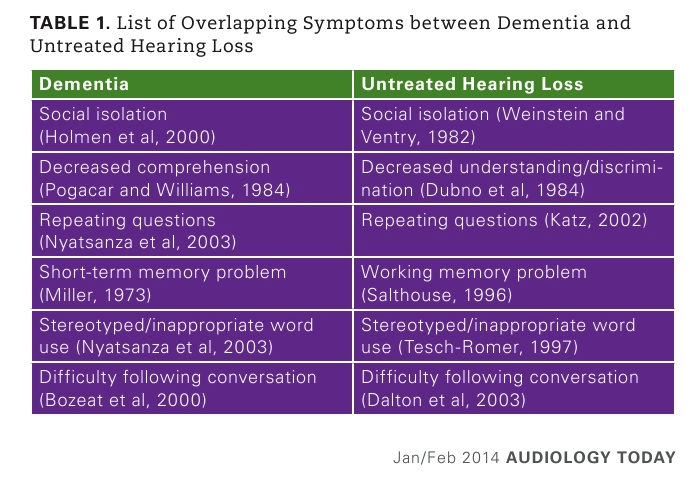 TABLE 1. List of Overlapping Symptoms between Dementia and
Untreated Hearing Loss
Dementia
Untreated Hearing Loss
Social isolation
(Holmen et al, 2000)
Social isolation (Weinstein and
Ventry, 1982)
Decreased comprehension
(Pogacar and Williams, 1984)
Decreased understanding/discrimi-
nation (Dubno et al, 1984)
Repeating questions
(Nyatsanza et al, 2003)
Repeating questions (Katz, 2002)
Short-term memory problem
(Miller, 1973)
Working memory problem
(Salthouse, 1996)
Stereotyped/inappropriate word
use (Nyatsanza et al, 2003)
Stereotyped/inappropriate word
use (Tesch-Romer, 1997)
Difficulty following conversation
(Bozeat et al, 2000)
Difficulty following conversation
(Dalton et al, 2003)
Jan/Feb 2014 AUDIOLOGY TODAY